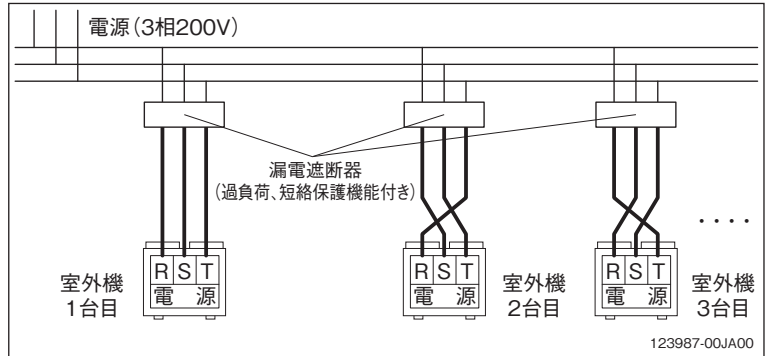 電源(3相200V)
漏電遮断器
(過負荷、短絡保護機能付き)
室外機
1台目
R S T
電 源
R S T
電 源
室外機
2台目
R S T
電 源
室外機
3台目
････
123987-00JA00